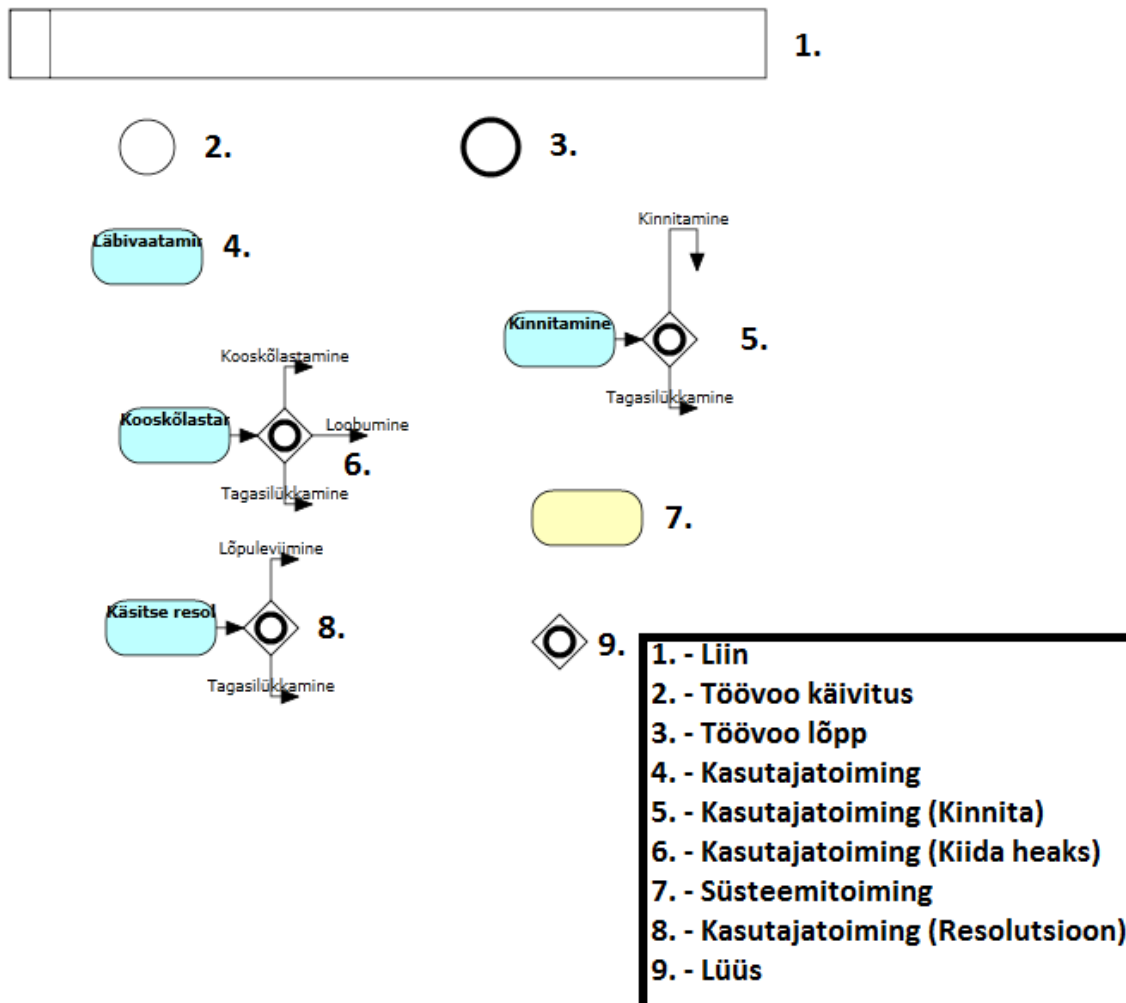 1.
2.
3.
Läbivaatamir
4.
Kinnitamine
Kinnitamine
5.
Tagasilükkamine
Kooskõlastamine
Kooskõlastar
Loobumine
6.
Tagasilükkamine
7.
Lõpuleviimine
Käsitse resol
8.
Tagasilükkamine
9.
1. - Liin
2. - Töövoo käivitus
3. - Töövoo lõpp
4. - Kasutajatoiming
5. - Kasutajatoiming (Kinnita)
6. - Kasutajatoiming (Kiida heaks)
7. - Süsteemitoiming
8. - Kasutajatoiming (Resolutsioon)
9. - Lüüs